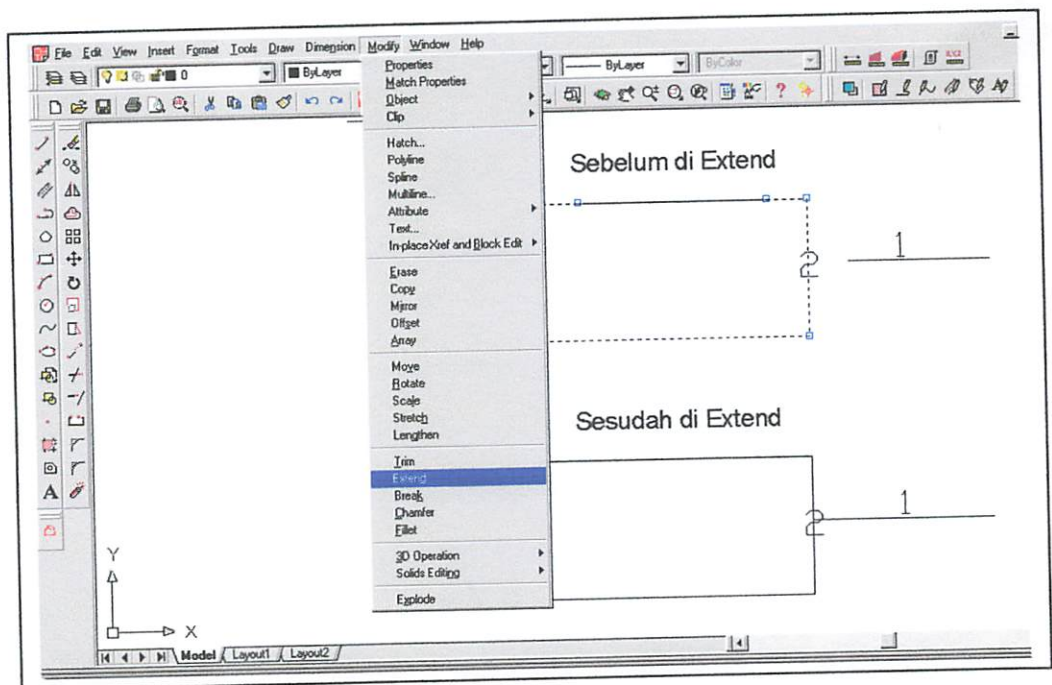 File Edit View Insert Format Tools Draw Dimension Modify Window Help
0 ByLayer ByLayer ByColor
Properties
Match Properties
Object
Clip
Hatch...
Polyline
Spline
Multiline...
Attribute
Text...
In-place Xref and Block Edit
Erase
Copy
Mirror
Offset
Array
Move
Rotate
Scale
Stretch
Lengthen
Trim
Extend
Break
Chamfer
Fillet
3D Operation
Solids Editing
Explode
Sebelum di Extend
1
2
Sesudah di Extend
1
2
A
Y
X
Model Layout1 Layout2